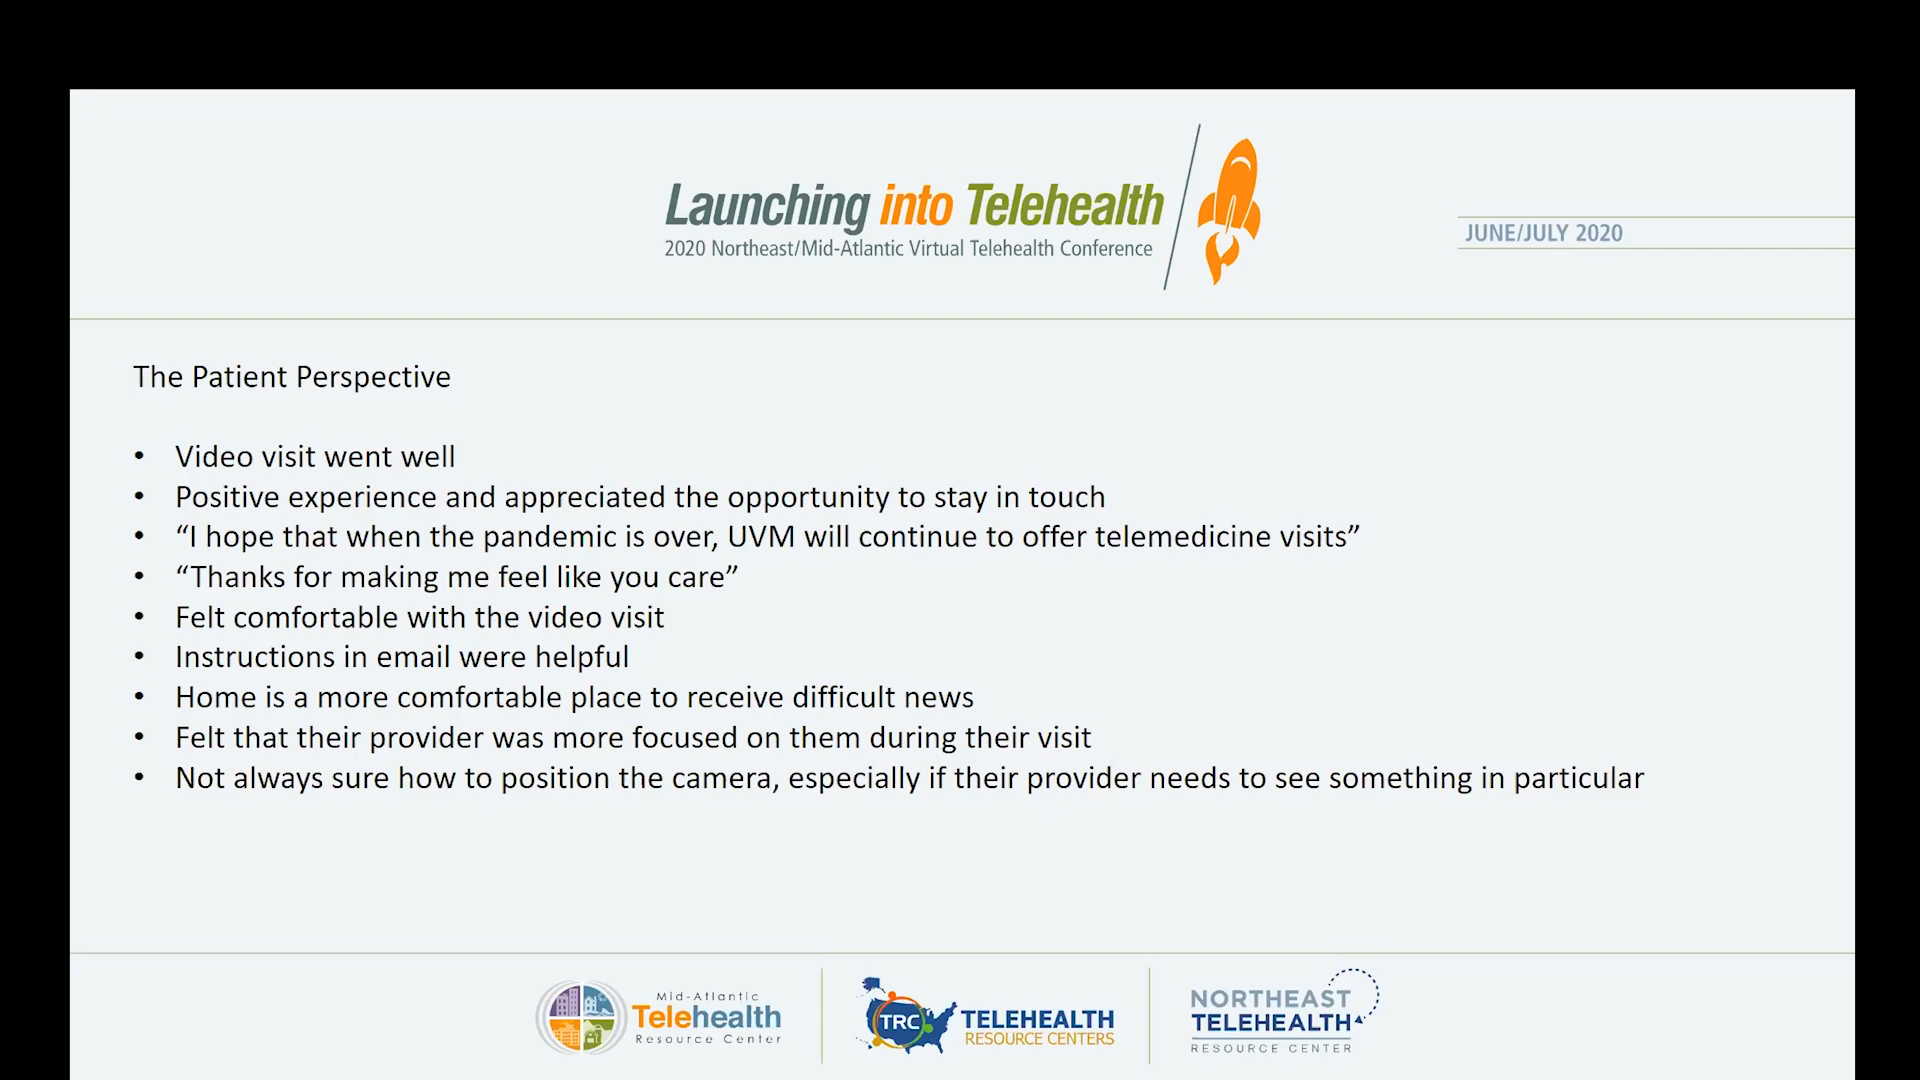 Launching into Telehealth
2020 Northeast/Mid-Atlantic Virtual Telehealth Conference
JUNE/JULY 2020
The Patient Perspective
• Video visit went well
• Positive experience and appreciated the opportunity to stay in touch
• “I hope that when the pandemic is over, UVM will continue to offer telemedicine visits”
• “Thanks for making me feel like you care”
• Felt comfortable with the video visit
• Instructions in email were helpful
• Home is a more comfortable place to receive difficult news
• Felt that their provider was more focused on them during their visit
• Not always sure how to position the camera, especially if their provider needs to see something in particular
Mid-Atlantic
Telehealth
Resource Center
TRC
TELEHEALTH
RESOURCE CENTERS
NORTHEAST
TELEHEALTH
RESOURCE CENTER